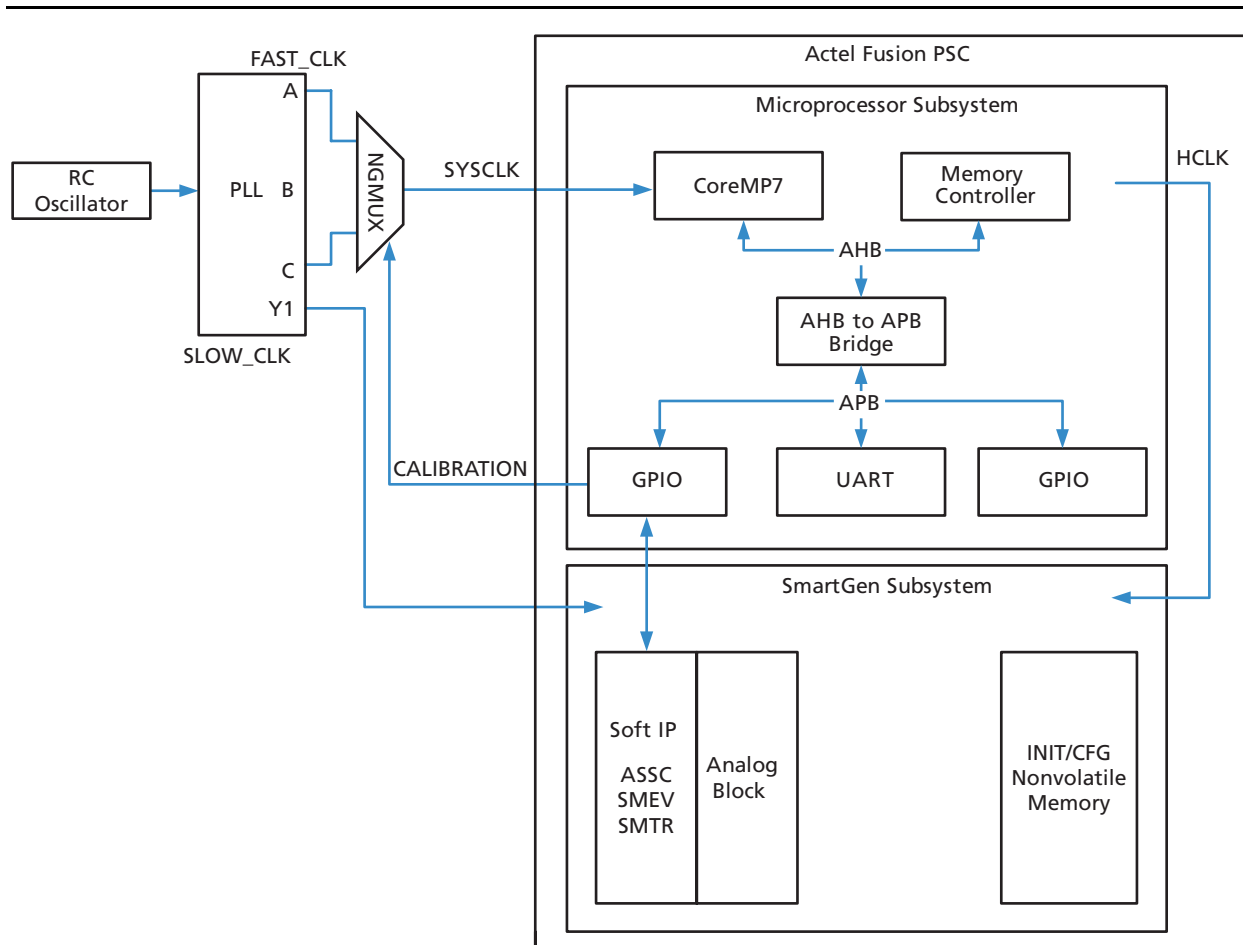 Actel Fusion PSC
FAST_CLK
A
Microprocessor Subsystem
NGMUX
SYSCLK
HCLK
RC
Oscillator
PLL
B
CoreMP7
Memory
Controller
AHB
C
Y1
SLOW_CLK
AHB to APB
Bridge
APB
CALIBRATION
GPIO
UART
GPIO
SmartGen Subsystem
Soft IP
ASSC
SMEV
SMTR
Analog
Block
INIT/CFG
Nonvolatile
Memory